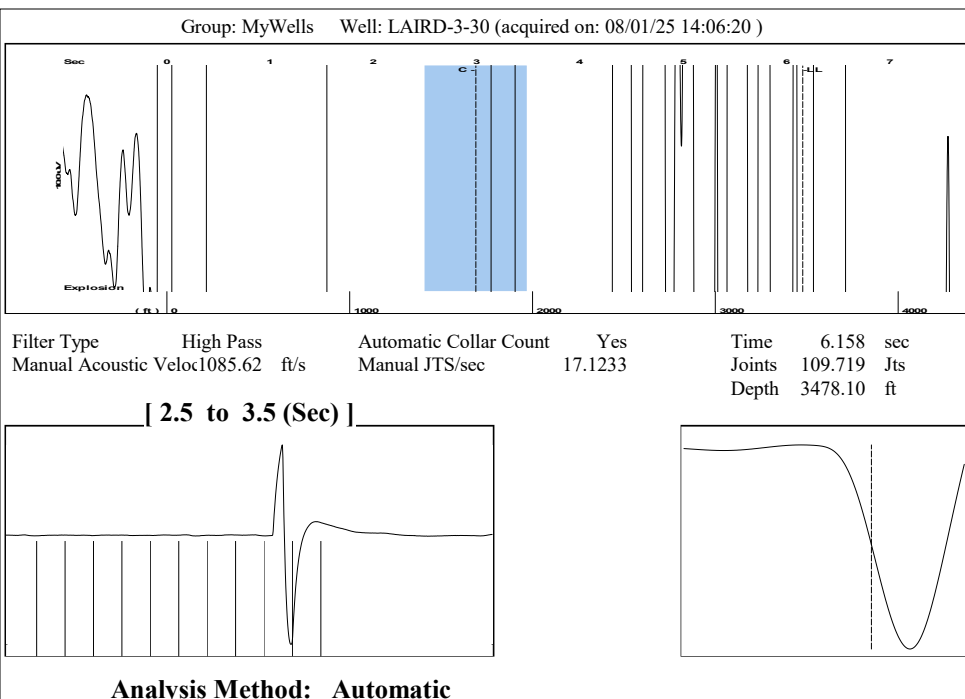 Group: MyWells Well: LAIRD-3-30 (acquired on: 08/01/25 14:06:20 )
Sec 0 1 2 3 4 5 6 7
C LL
100uV
Explosion
( ft ) 0 1000 2000 3000 4000
Filter Type High Pass Automatic Collar Count Yes Time 6.158 sec
Manual Acoustic Veloc1085.62 ft/s Manual JTS/sec 17.1233 Joints 109.719 Jts
Depth 3478.10 ft
[ 2.5 to 3.5 (Sec) ]
Analysis Method: Automatic